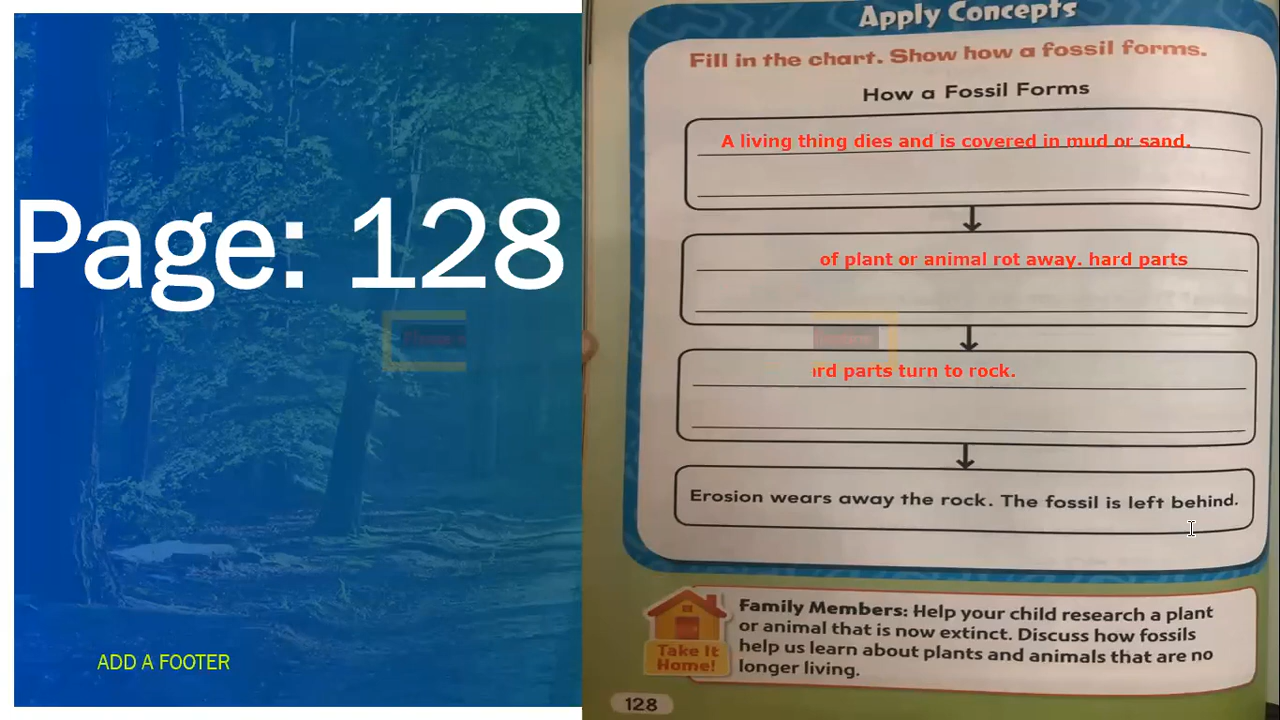 Page: 128
ADD A FOOTER
Apply Concepts
Fill in the chart. Show how a fossil forms.
How a Fossil Forms
A living thing dies and is covered in mud or sand.
of plant or animal rot away. hard parts
parts turn to rock.
Erosion wears away the rock. The fossil is left behind.
Take It
Home!
Family Members: Help your child research a plant
or animal that is now extinct. Discuss how fossils
help us learn about plants and animals that are no
longer living.
128